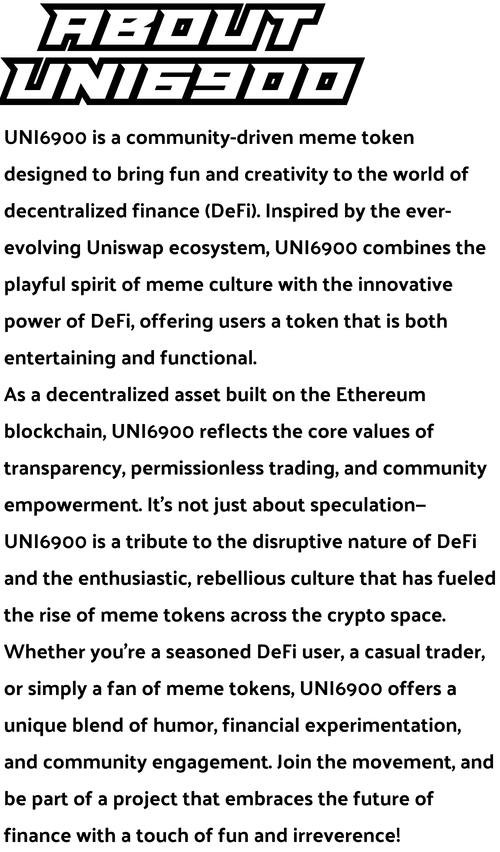 ABOUT
UNI6900
UNI6900 is a community-driven meme token
designed to bring fun and creativity to the world of
decentralized finance (DeFi). Inspired by the ever-
evolving Uniswap ecosystem, UNI6900 combines the
playful spirit of meme culture with the innovative
power of DeFi, offering users a token that is both
entertaining and functional.
As a decentralized asset built on the Ethereum
blockchain, UNI6900 reflects the core values of
transparency, permissionless trading, and community
empowerment. It’s not just about speculation—
UNI6900 is a tribute to the disruptive nature of DeFi
and the enthusiastic, rebellious culture that has fueled
the rise of meme tokens across the crypto space.
Whether you’re a seasoned DeFi user, a casual trader,
or simply a fan of meme tokens, UNI6900 offers a
unique blend of humor, financial experimentation,
and community engagement. Join the movement, and
be part of a project that embraces the future of
finance with a touch of fun and irreverence!